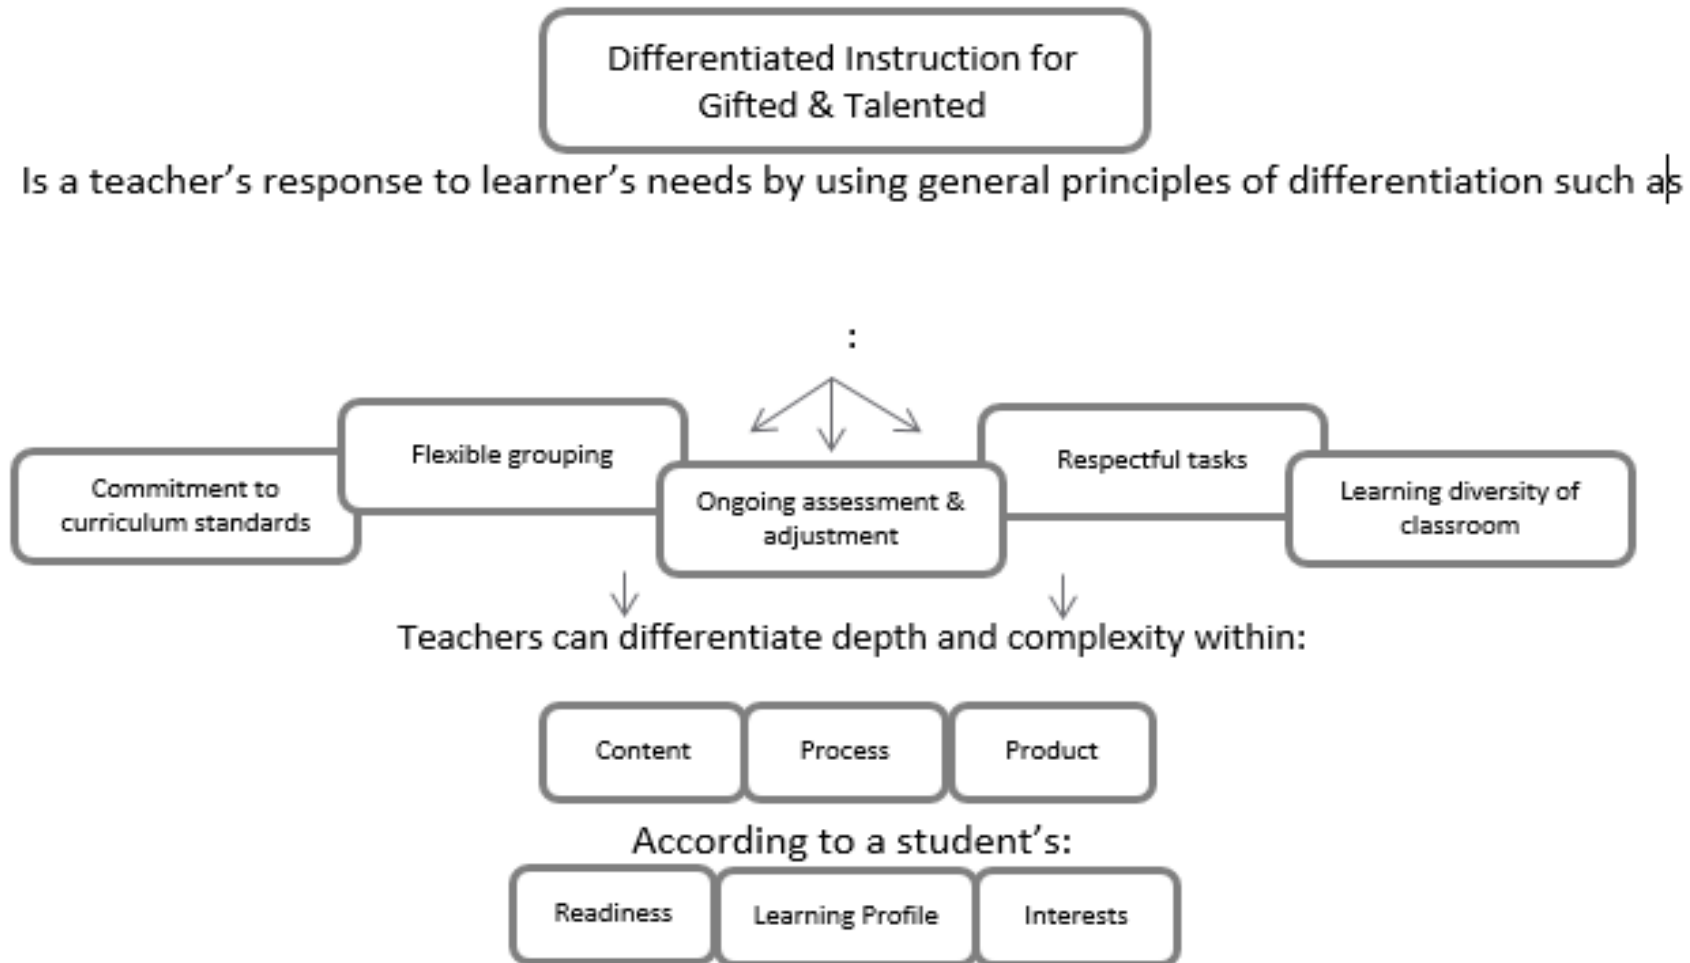 Differentiated Instruction for
Gifted & Talented
Is a teacher’s response to learner’s needs by using general principles of differentiation such as
:
Commitment to
curriculum standards
Flexible grouping
Ongoing assessment &
adjustment
Respectful tasks
Learning diversity of
classroom
Teachers can differentiate depth and complexity within:
Content
Process
Product
According to a student’s:
Readiness
Learning Profile
Interests